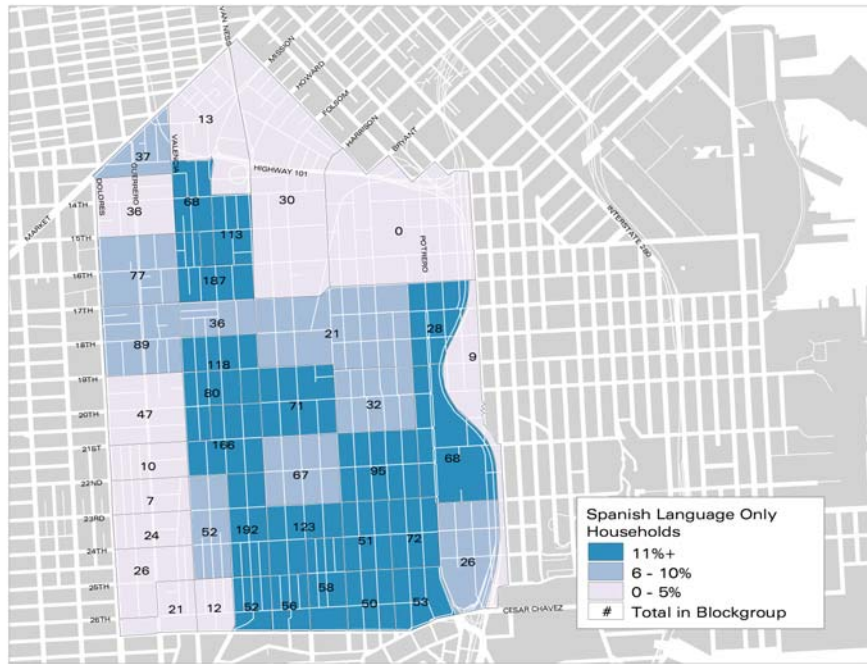 VAN NESS
MISSION
HOWARD
FOLSOM
HARRISON
BRYANT
13
37
VALENCIA
HIGHWAY 101
GUERRERO
DOLORES
68
30
14TH
36
MARKET
0
INTERSTATE 280
15TH
113
POTRERO
77
187
16TH
17TH
36
28
21
18TH
89
9
118
19TH
80
71
32
20TH
47
166
21ST
10
67
95
68
22ND
7
23RD
52
192
123
24
51
72
24TH
26
26
25TH
58
21
12
52
56
50
53
CESAR CHAVEZ
26TH
Spanish Language Only
Households
11%+
6 - 10%
0 - 5%
# Total in Blockgroup